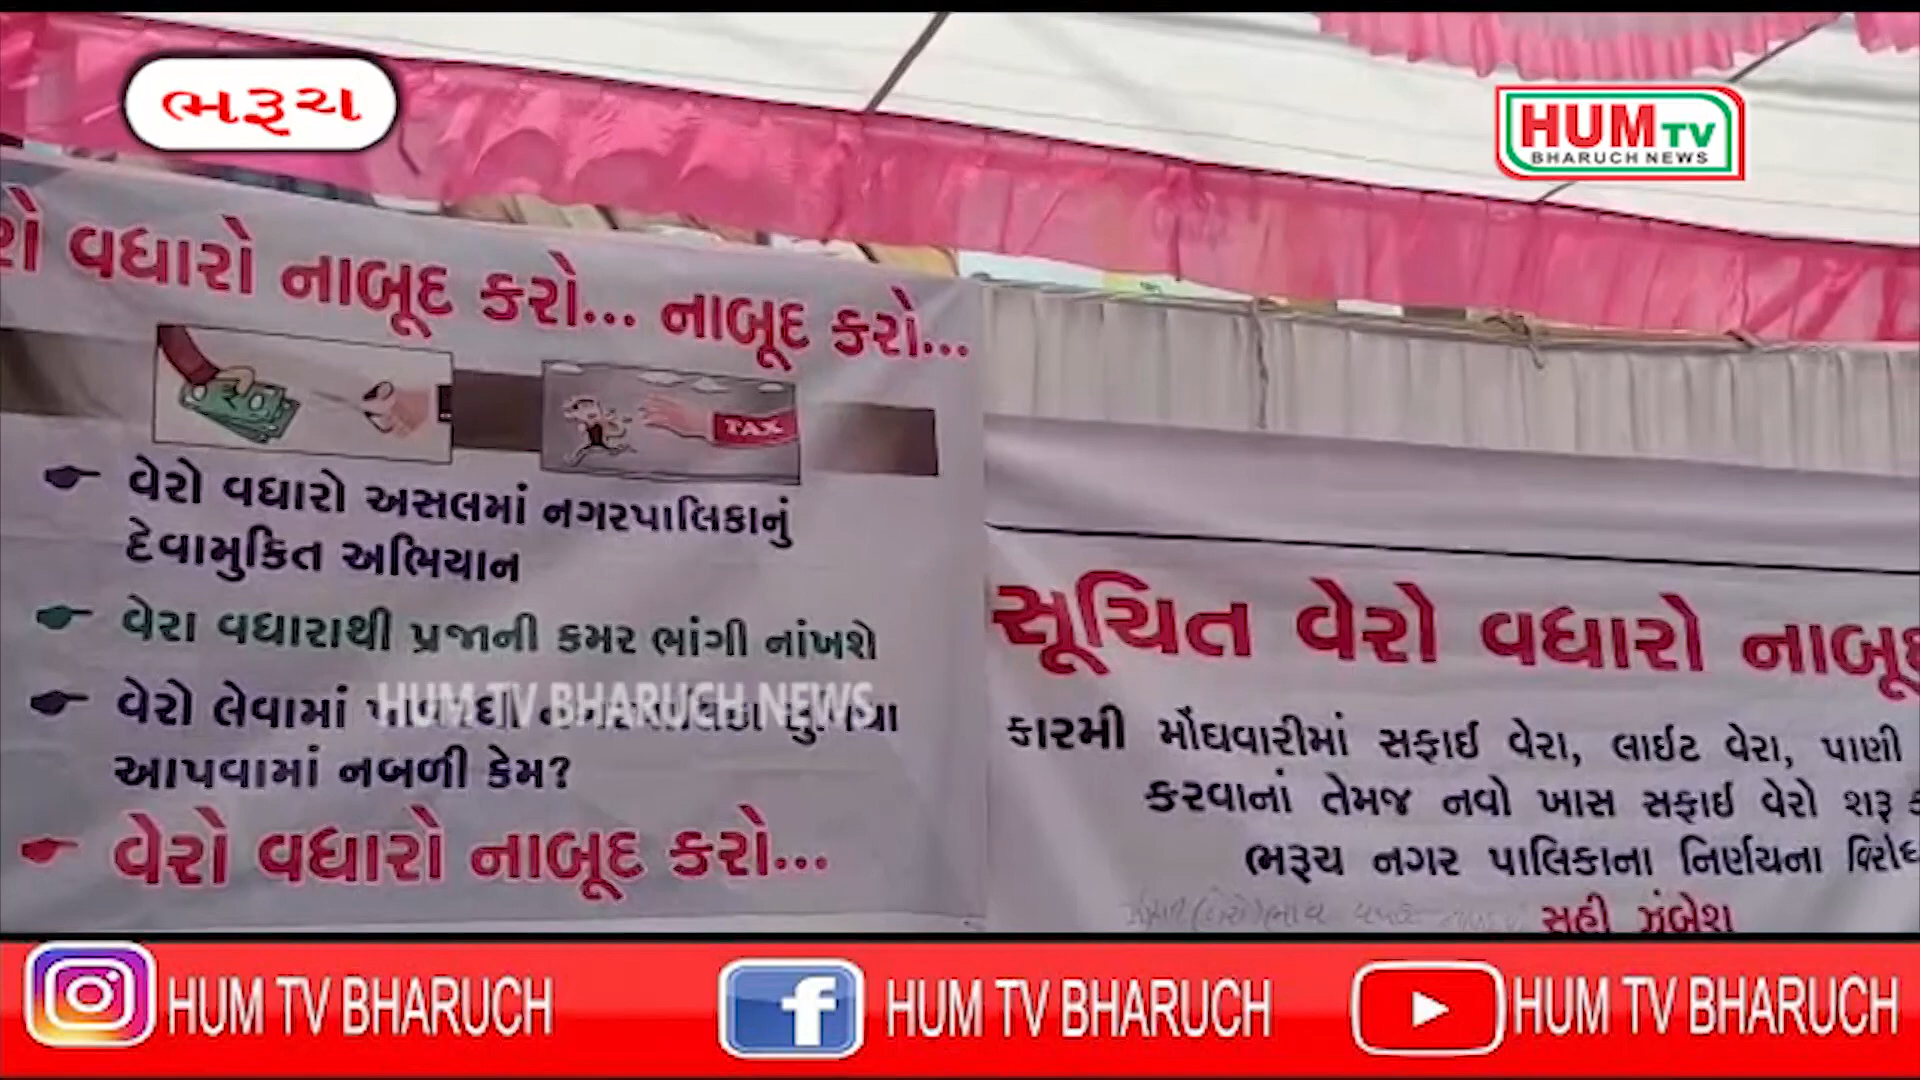 ભરૂચ
HUM TV
BHARUCH NEWS
વધારો નાબૂદ કરો... નાબૂદ કરો...
TAX
વેરો વધારો અસલમાં નગરપાલિકાનું
દેવામુકિત અભિયાન
વેરા વધારાથી પ્રજાની કમર ભાંગી નાંખશે
વેરો લેવામાં
HUM TV BHARUCH NEWS
આપવામાં નબળી કેમ?
વેરો વધારો નાબૂદ કરો...
સૂચિત વેરો વધારો
કારમી મોંઘવારીમાં સફાઈ વેરા, લાઈટ વેરા, પાણી
કરવાનાં તેમજ નવો ખાસ સફાઈ વેરો શરૂ
ભરૂચ નગર પાલિકાના નિર્ણયના
સહી ઝુંબેશ
HUM TV BHARUCH
HUM TV BHARUCH
HUM TV BHARUCH